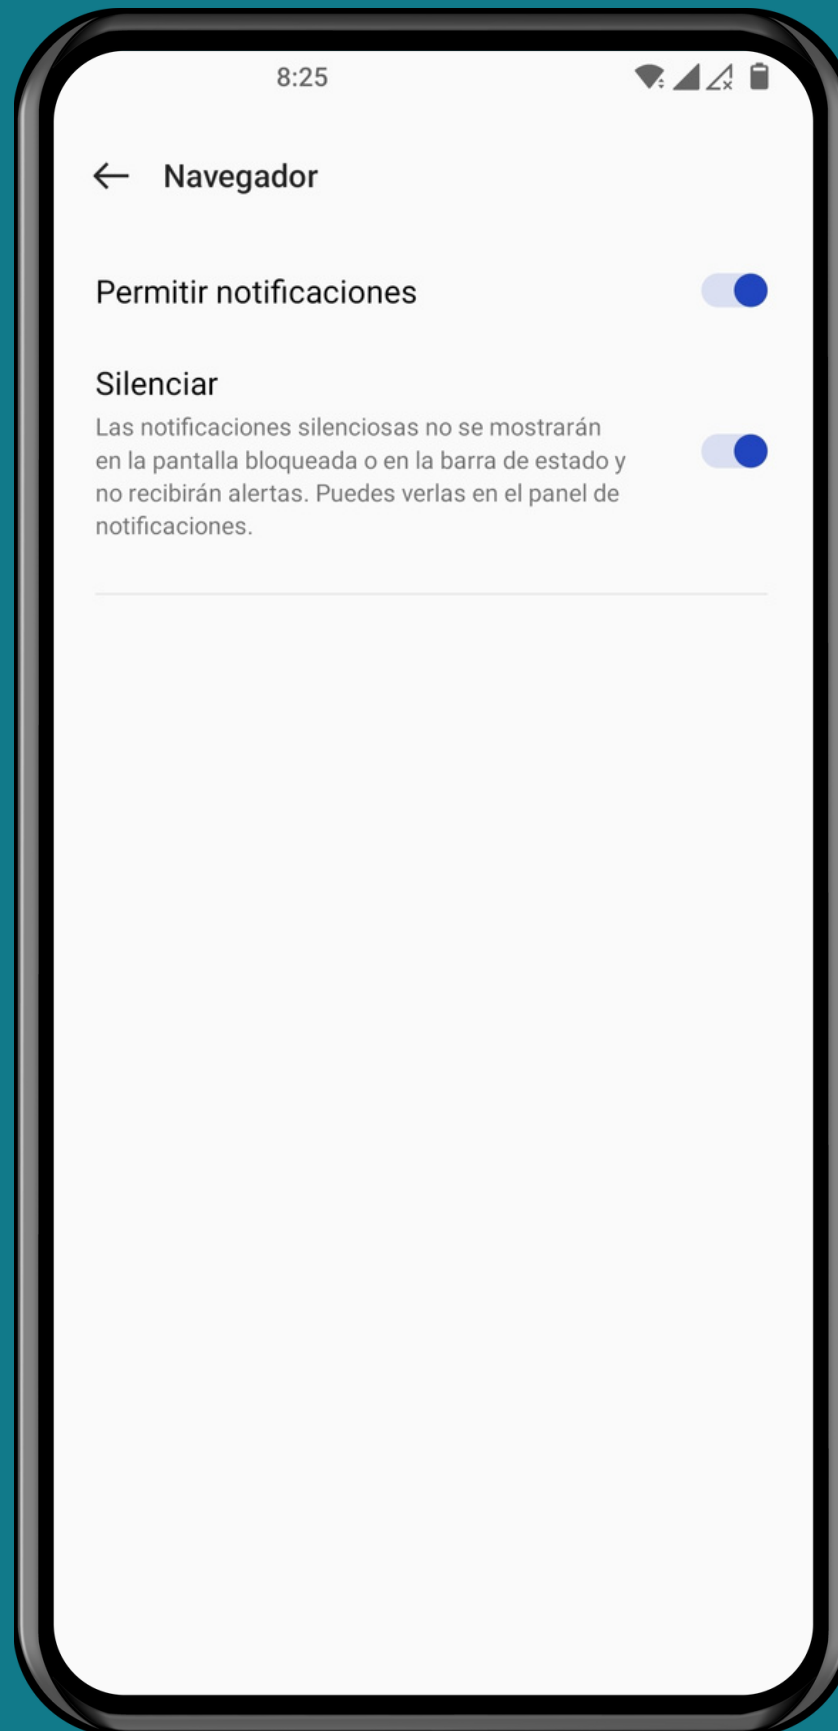 8:25
Navegador
Permitir notificaciones
Silenciar
Las notificaciones silenciosas no se mostrarán
en la pantalla bloqueada o en la barra de estado y
no recibirán alertas. Puedes verlas en el panel de
notificaciones.